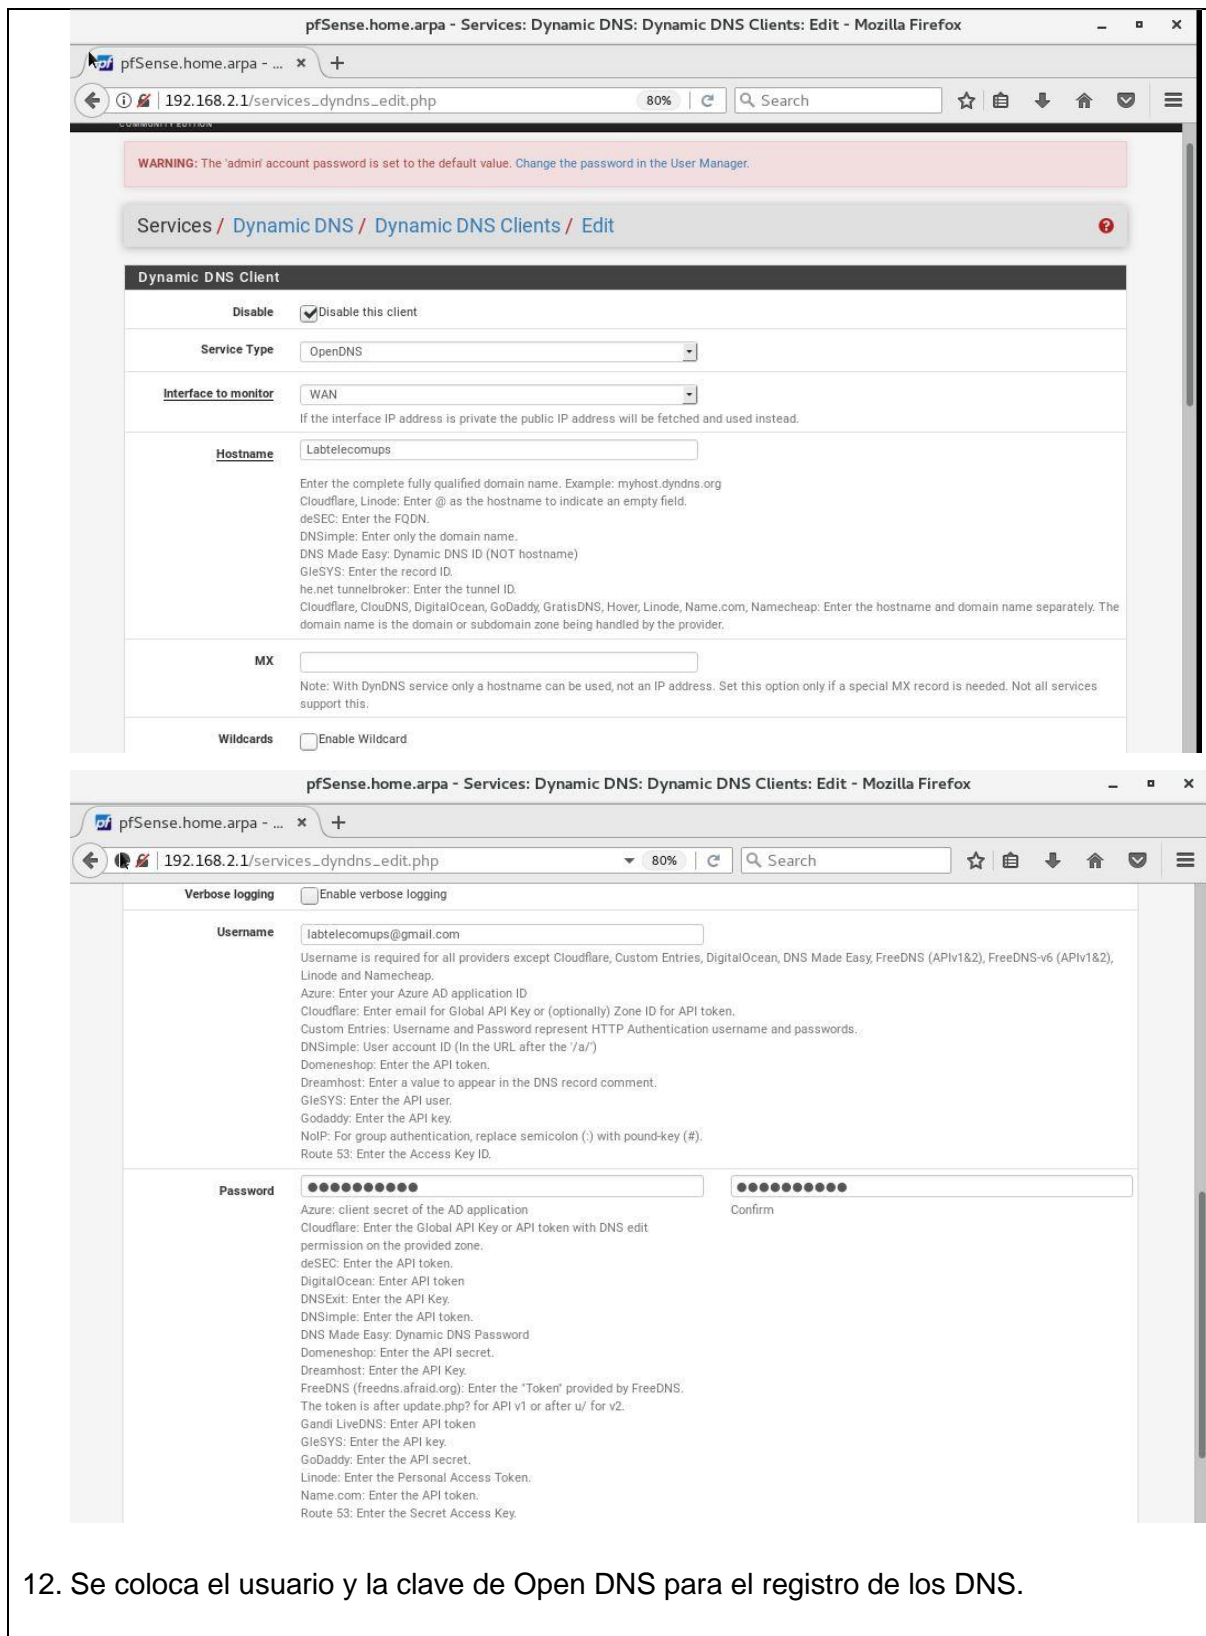 pfSense.home.arpa - Services: Dynamic DNS: Dynamic DNS Clients: Edit - Mozilla Firefox
pfSense.home.arpa - ...
192.168.2.1/services_dyndns_edit.php 80% Search
COMMUNITY EDITION
WARNING: The 'admin' account password is set to the default value. Change the password in the User Manager.
Services / Dynamic DNS / Dynamic DNS Clients / Edit
Dynamic DNS Client
Disable Disable this client
Service Type OpenDNS
Interface to monitor WAN
If the interface IP address is private the public IP address will be fetched and used instead.
Hostname Labtelecomups
Enter the complete fully qualified domain name. Example: myhost.dyndns.org
Cloudflare, Linode: Enter @ as the hostname to indicate an empty field.
deSEC: Enter the FQDN.
DNSimple: Enter only the domain name.
DNS Made Easy: Dynamic DNS ID (NOT hostname)
GleSYS: Enter the record ID.
he.net tunnelbroker: Enter the tunnel ID.
Cloudflare, ClouDNS, DigitalOcean, GoDaddy, GratisDNS, Hover, Linode, Name.com, Namecheap: Enter the hostname and domain name separately. The
domain name is the domain or subdomain zone being handled by the provider.
MX
Note: With DynDNS service only a hostname can be used, not an IP address. Set this option only if a special MX record is needed. Not all services
support this.
Wildcards Enable Wildcard
pfSense.home.arpa - Services: Dynamic DNS: Dynamic DNS Clients: Edit - Mozilla Firefox
pfSense.home.arpa - ...
192.168.2.1/services_dyndns_edit.php 80% Search
Verbose logging Enable verbose logging
Username labtelecomups@gmail.com
Username is required for all providers except Cloudflare, Custom Entries, DigitalOcean, DNS Made Easy, FreeDNS (APIv1&2), FreeDNS-v6 (APIv1&2),
Linode and Namecheap.
Azure: Enter your Azure AD application ID
Cloudflare: Enter email for Global API Key or (optionally) Zone ID for API token.
Custom Entries: Username and Password represent HTTP Authentication username and passwords.
DNSimple: User account ID (In the URL after the '/a/')
Domeneshop: Enter the API token.
Dreamhost: Enter a value to appear in the DNS record comment.
GleSYS: Enter the API user.
Godaddy: Enter the API key.
NoIP: For group authentication, replace semicolon (:) with pound-key (#).
Route 53: Enter the Access Key ID.
Password ●●●●●●●●●● ●●●●●●●●●●
Azure: client secret of the AD application Confirm
Cloudflare: Enter the Global API Key or API token with DNS edit
permission on the provided zone.
deSEC: Enter the API token.
DigitalOcean: Enter API token
DNSExit: Enter the API Key.
DNSimple: Enter the API token.
DNS Made Easy: Dynamic DNS Password
Domeneshop: Enter the API secret.
Dreamhost: Enter the API Key.
FreeDNS (freedns.afraid.org): Enter the "Token" provided by FreeDNS.
The token is after update.php? for API v1 or after u/ for v2.
Gandi LiveDNS: Enter API token
GleSYS: Enter the API key.
GoDaddy: Enter the API secret.
Linode: Enter the Personal Access Token.
Name.com: Enter the API token.
Route 53: Enter the Secret Access Key.
12. Se coloca el usuario y la clave de Open DNS para el registro de los DNS.